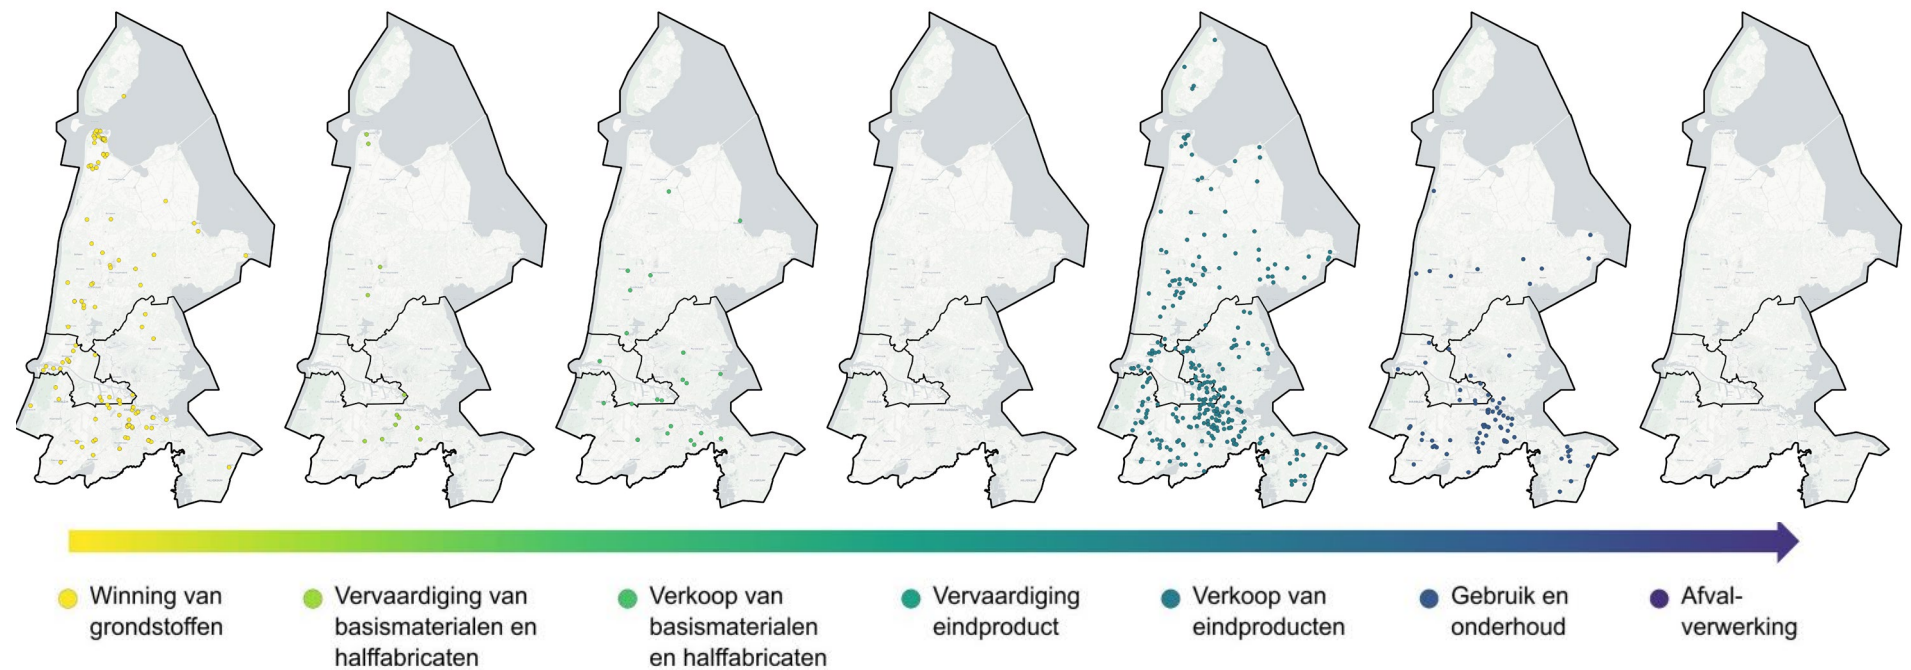 Winning van
grondstoffen
Vervaardiging van
basismaterialen en
halffabricaten
Verkoop van
basismaterialen
en halffabricaten
Vervaardiging
eindproduct
Verkoop van
eindproducten
Gebruik en
onderhoud
Afval-
verwerking